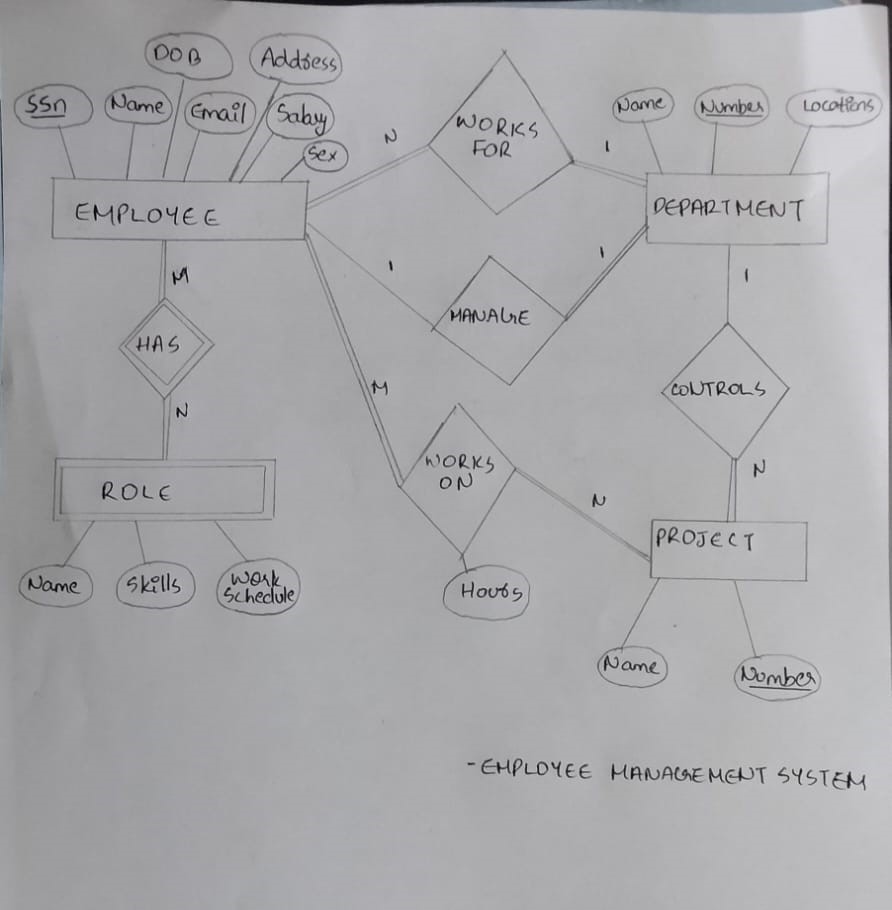 DOB
Address
SSn
Name
Email
Salary
Sex
N
WORKS
FOR
1
Name
Number
Locations
EMPLOYEE
DEPARTMENT
M
1
MANAGE
1
1
HAS
N
M
CONTROLS
WORKS
ON
N
N
ROLE
PROJECT
Name
Skills
Work
Schedule
Hours
Name
Number
-EMPLOYEE MANAGEMENT SYSTEM